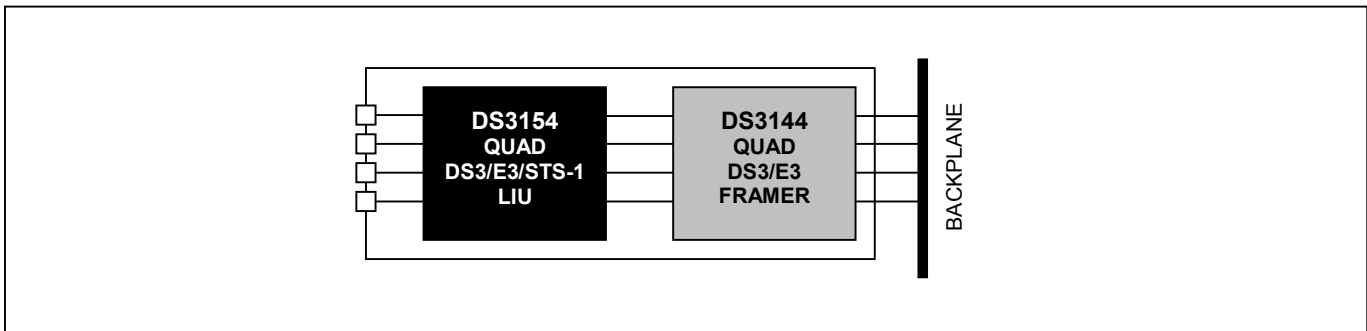 DS3154
QUAD
DS3/E3/STS-1
LIU
DS3144
QUAD
DS3/E3
FRAMER
BACKPLANE